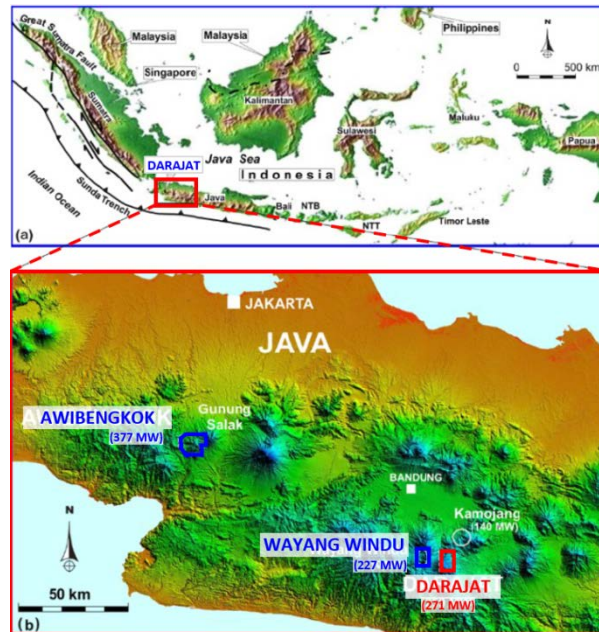 Great Sumatra Fault
Malaysia
Malaysia
Philippines
N
0 500 km
Singapore
Sumatra
Kalimantan
Sulawesi
Maluku
Papua
DARAJAT
Java Sea
Indonesia
Indian Ocean
Sunda Trench
Java
Bali
NTB
NTT
Timor Leste
(a)
JAKARTA
JAVA
AWIBENGKOK
(377 MW)
Gunung
Salak
BANDUNG
Kamojang
(140 MW)
WAYANG WINDU
(227 MW)
DARAJAT
(271 MW)
N
50 km
(b)